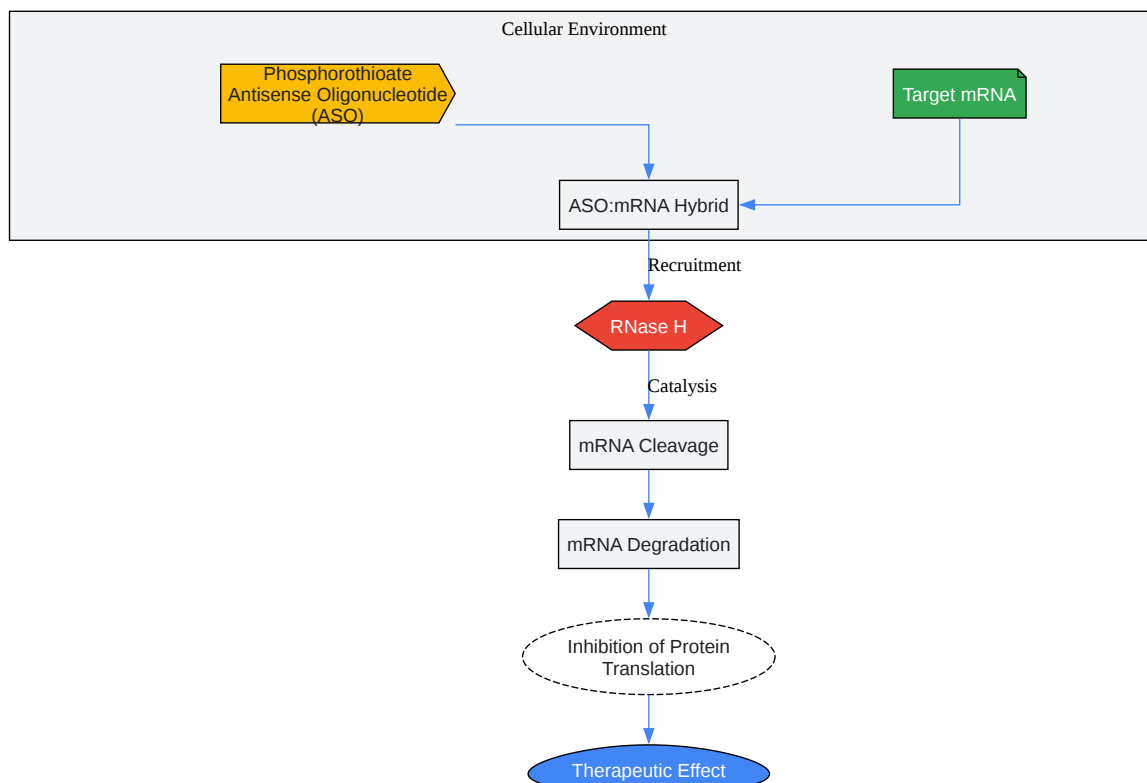 Cellular Environment
Phosphorothioate
Antisense Oligonucleotide
(ASO)
Target mRNA
ASO:mRNA Hybrid
Recruitment
RNase H
Catalysis
mRNA Cleavage
mRNA Degradation
Inhibition of Protein
Translation
Therapeutic Effect